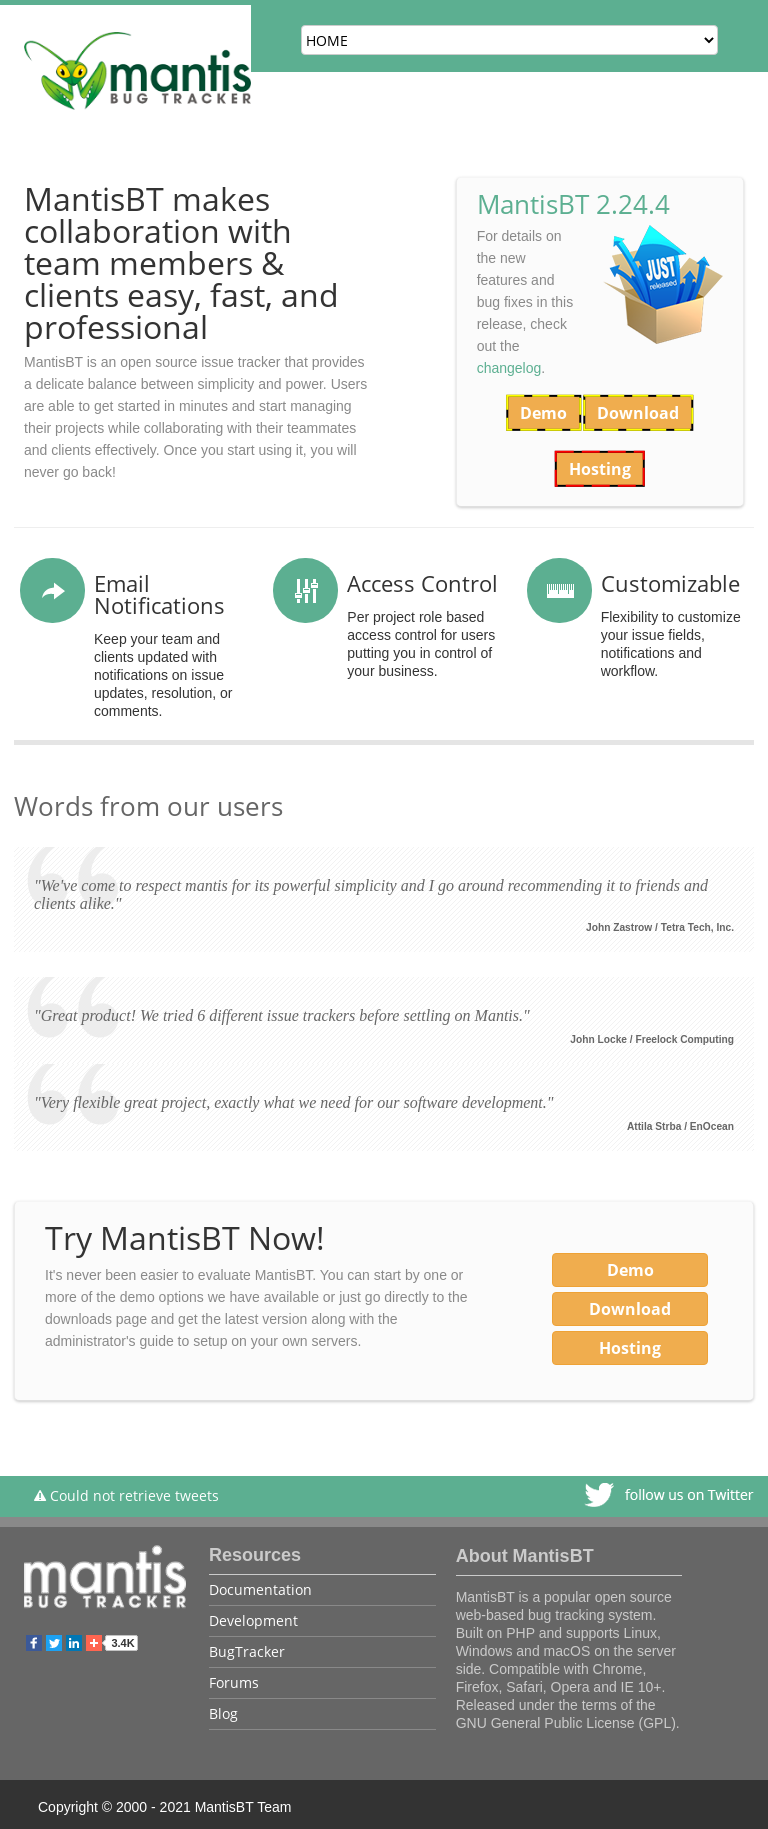 mantis
BUG TRACKER
HOME
MantisBT makes
collaboration with
team members &
clients easy, fast, and
professional
MantisBT is an open source issue tracker that provides
a delicate balance between simplicity and power. Users
are able to get started in minutes and start managing
their projects while collaborating with their teammates
and clients effectively. Once you start using it, you will
never go back!
MantisBT 2.24.4
For details on
the new
features and
bug fixes in this
release, check
out the
changelog.
JUST
released
Demo Download
Hosting
Email
Notifications
Keep your team and
clients updated with
notifications on issue
updates, resolution, or
comments.
Access Control
Per project role based
access control for users
putting you in control of
your business.
Customizable
Flexibility to customize
your issue fields,
notifications and
workflow.
Words from our users
"We've come to respect mantis for its powerful simplicity and I go around recommending it to friends and
clients alike."
John Zastrow / Tetra Tech, Inc.
"Great product! We tried 6 different issue trackers before settling on Mantis."
John Locke / Freelock Computing
"Very flexible great project, exactly what we need for our software development."
Attila Strba / EnOcean
Try MantisBT Now!
It's never been easier to evaluate MantisBT. You can start by one or
more of the demo options we have available or just go directly to the
downloads page and get the latest version along with the
administrator's guide to setup on your own servers.
Demo
Download
Hosting
Could not retrieve tweets
follow us on Twitter
mantis
BUG TRACKER
3.4K
Resources
Documentation
Development
BugTracker
Forums
Blog
About MantisBT
MantisBT is a popular open source
web-based bug tracking system.
Built on PHP and supports Linux,
Windows and macOS on the server
side. Compatible with Chrome,
Firefox, Safari, Opera and IE 10+.
Released under the terms of the
GNU General Public License (GPL).
Copyright © 2000 - 2021 MantisBT Team